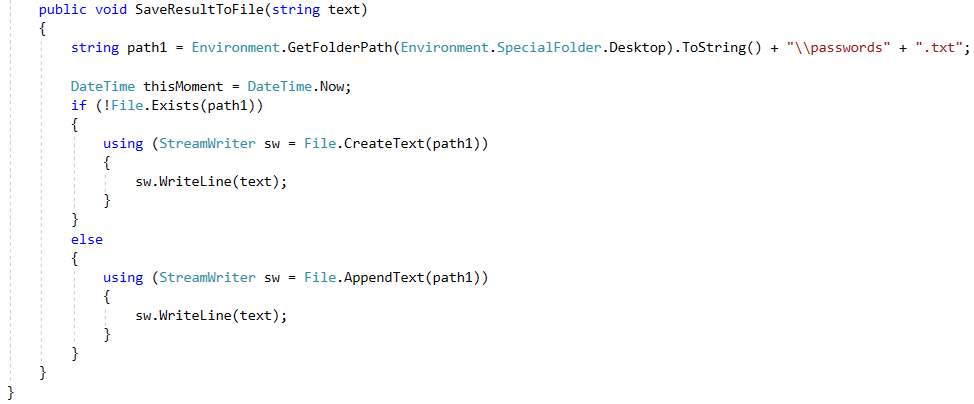 public void SaveResultToFile(string text)
{
string path1 = Environment.GetFolderPath(Environment.SpecialFolder.Desktop).ToString() + "\\passwords" + ".txt";
DateTime thisMoment = DateTime.Now;
if (!File.Exists(path1))
{
using (StreamWriter sw = File.CreateText(path1))
{
sw.WriteLine(text);
}
}
else
{
using (StreamWriter sw = File.AppendText(path1))
{
sw.WriteLine(text);
}
}
}
}